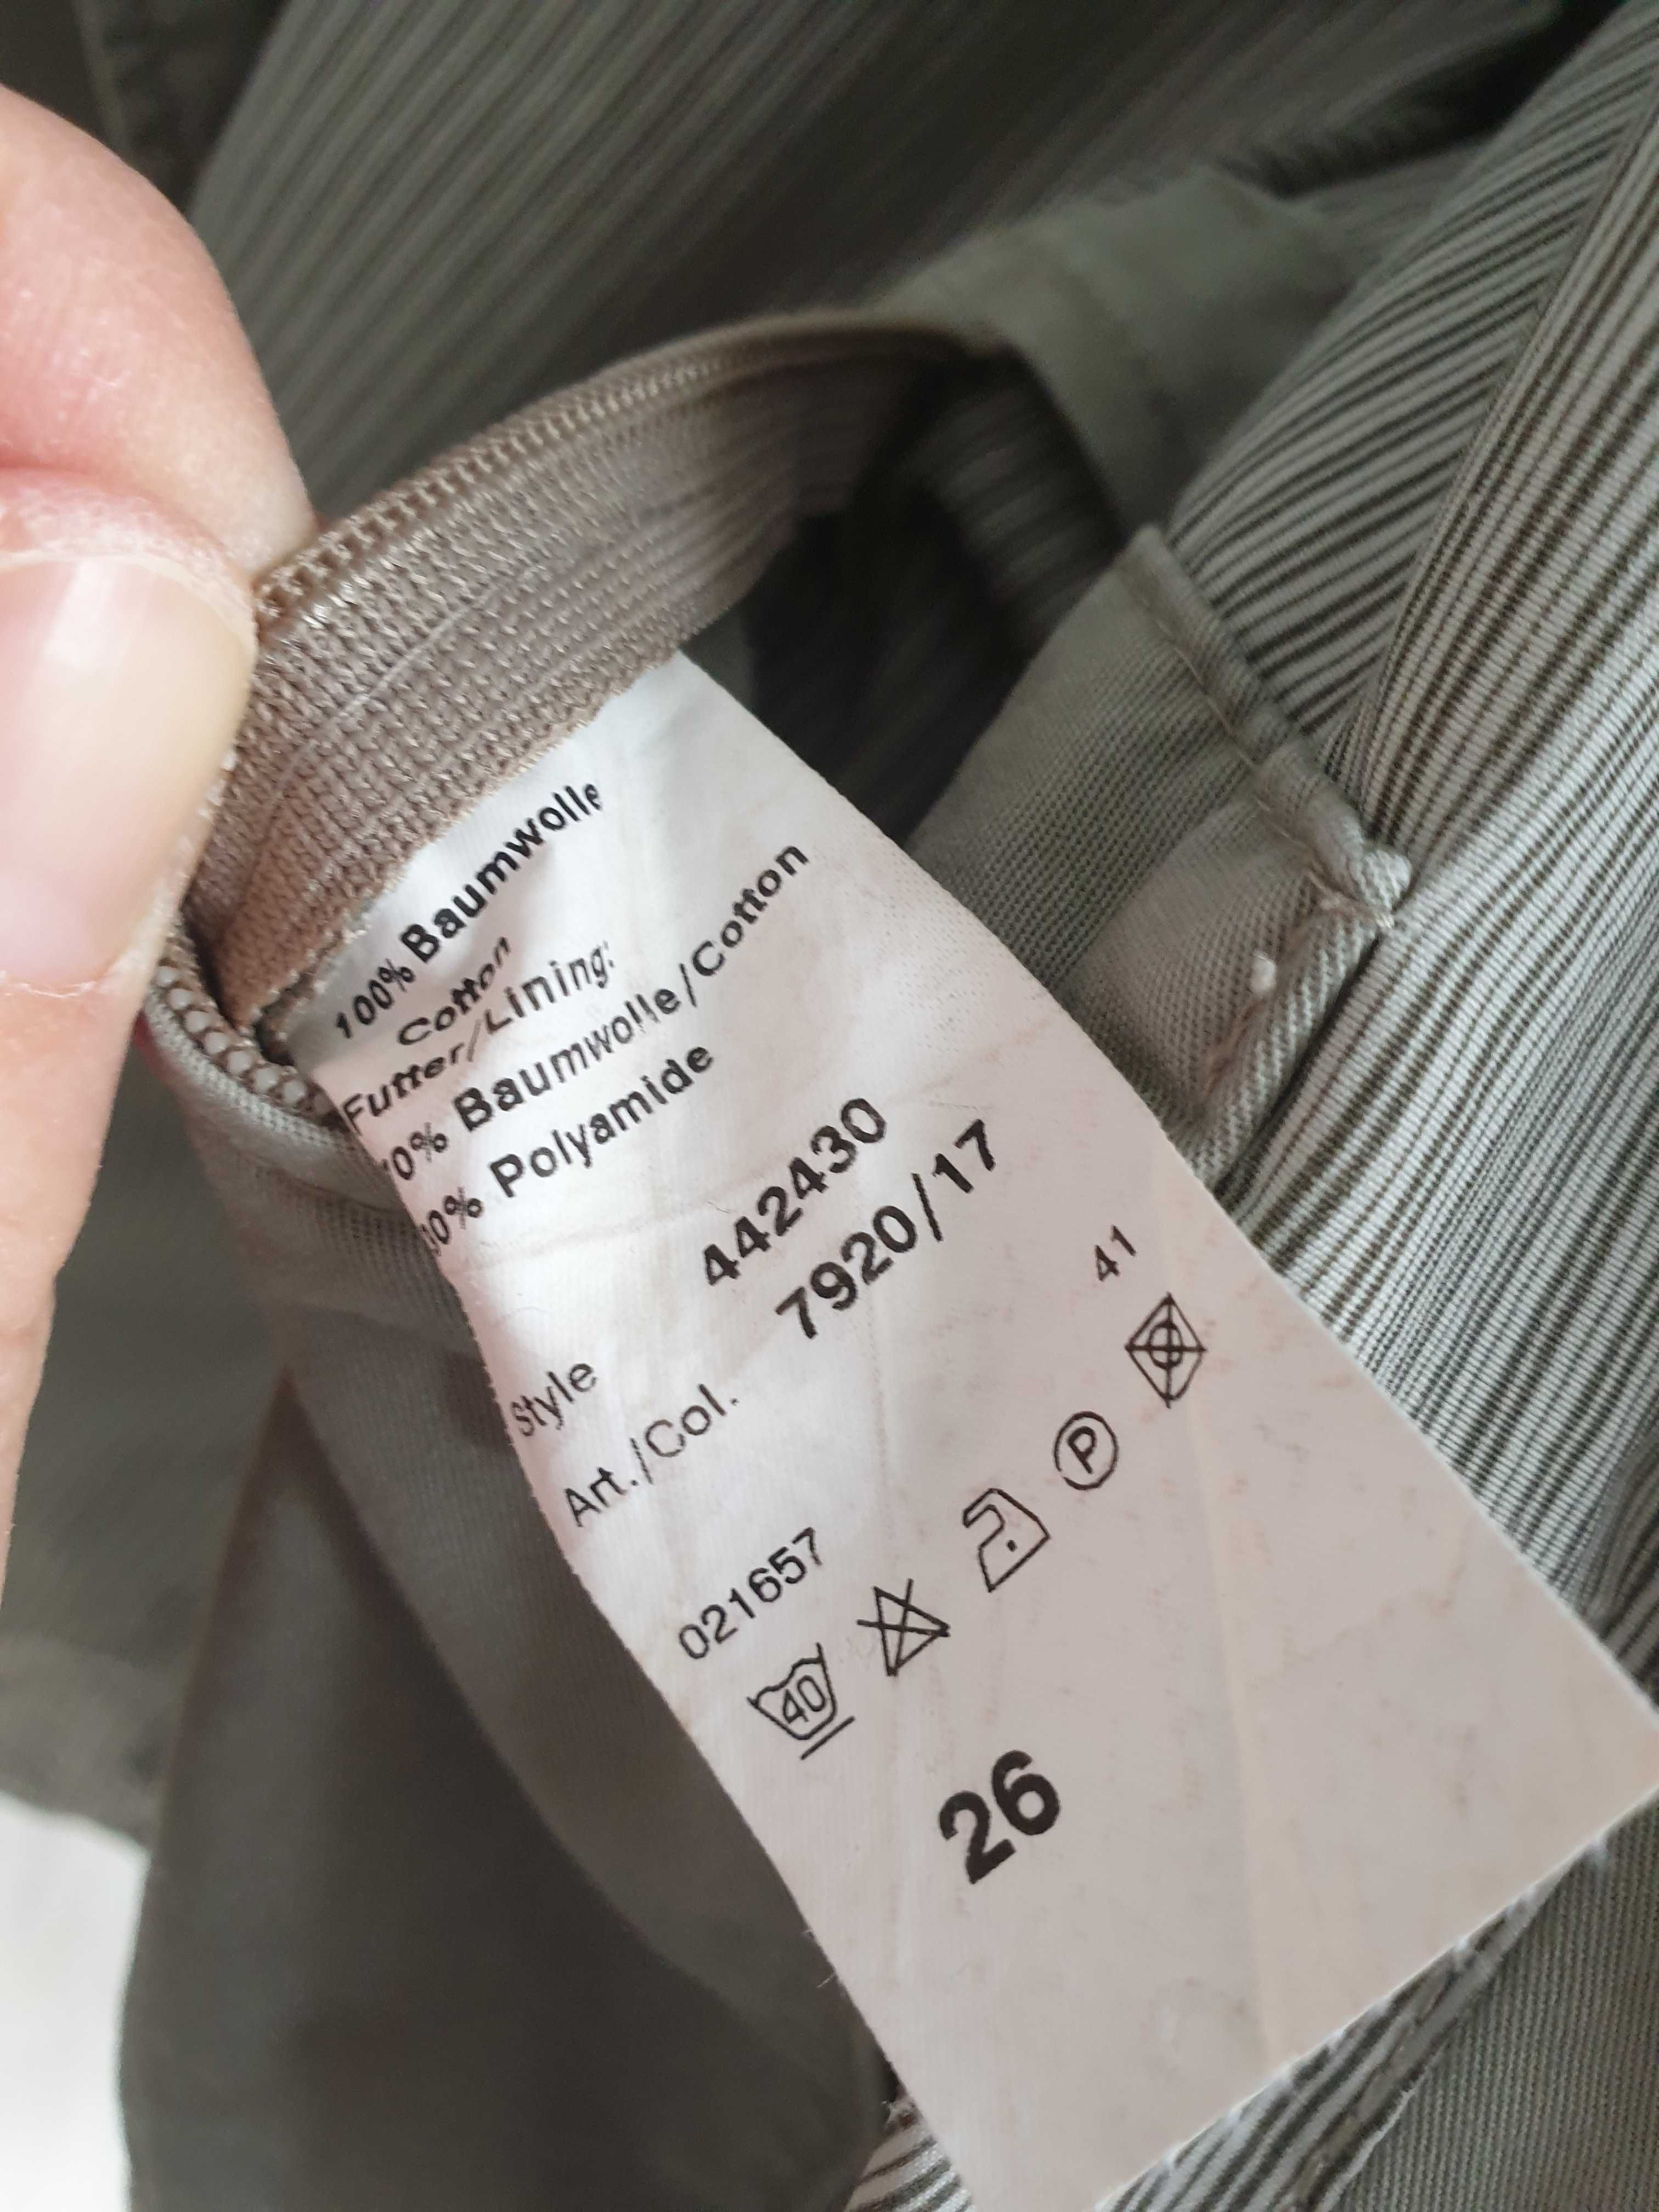 100% Baumwolle
Cotton
Futter/Lining:
0% Baumwolle/Cotton
0% Polyamide
Style 442430
Art./Col. 7920/17
021657 41
40 P
26